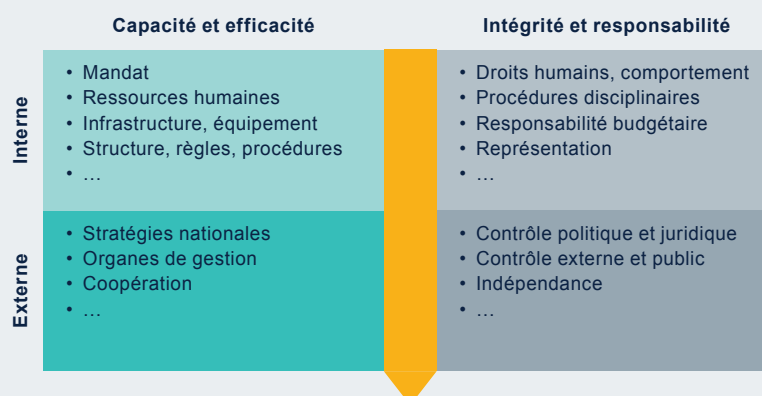 Capacité et efficacité
Intégrité et responsabilité
Interne
• Mandat
• Ressources humaines
• Infrastructure, équipement
• Structure, règles, procédures
• …
• Droits humains, comportement
• Procédures disciplinaires
• Responsabilité budgétaire
• Représentation
• …
Externe
• Stratégies nationales
• Organes de gestion
• Coopération
• …
• Contrôle politique et juridique
• Contrôle externe et public
• Indépendance
• …